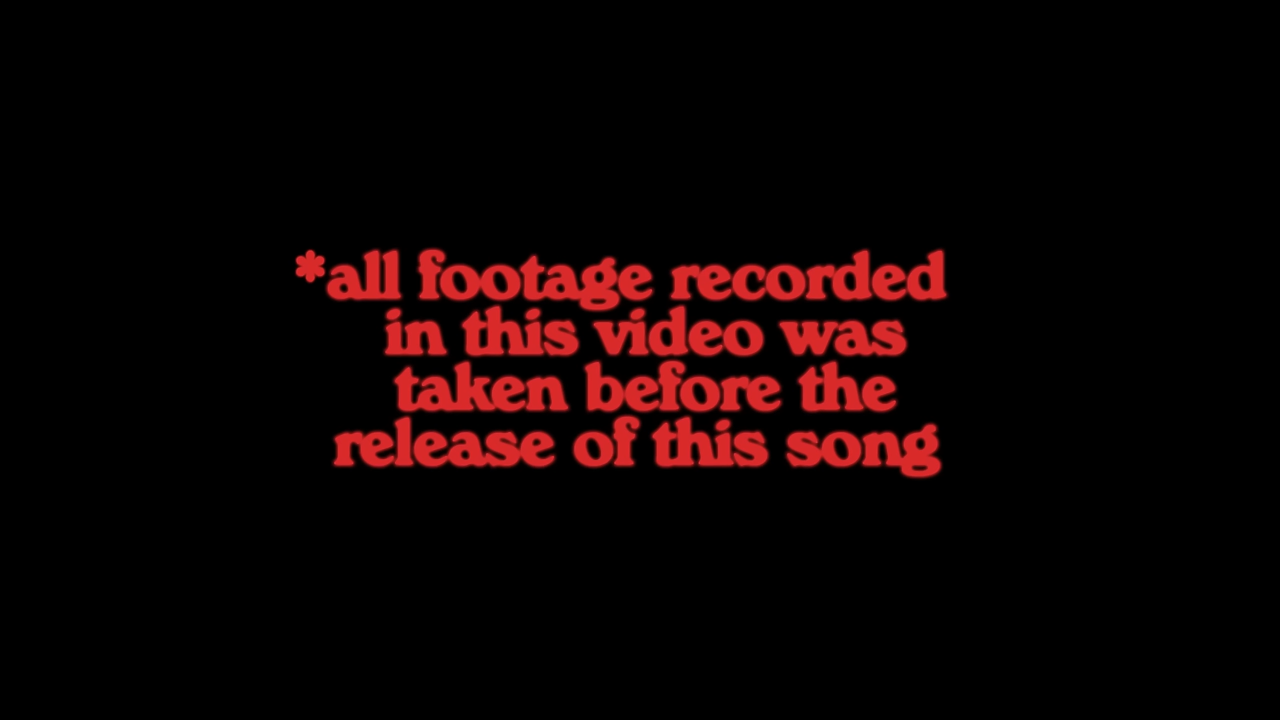 *all footage recorded
in this video was
taken before the
release of this song